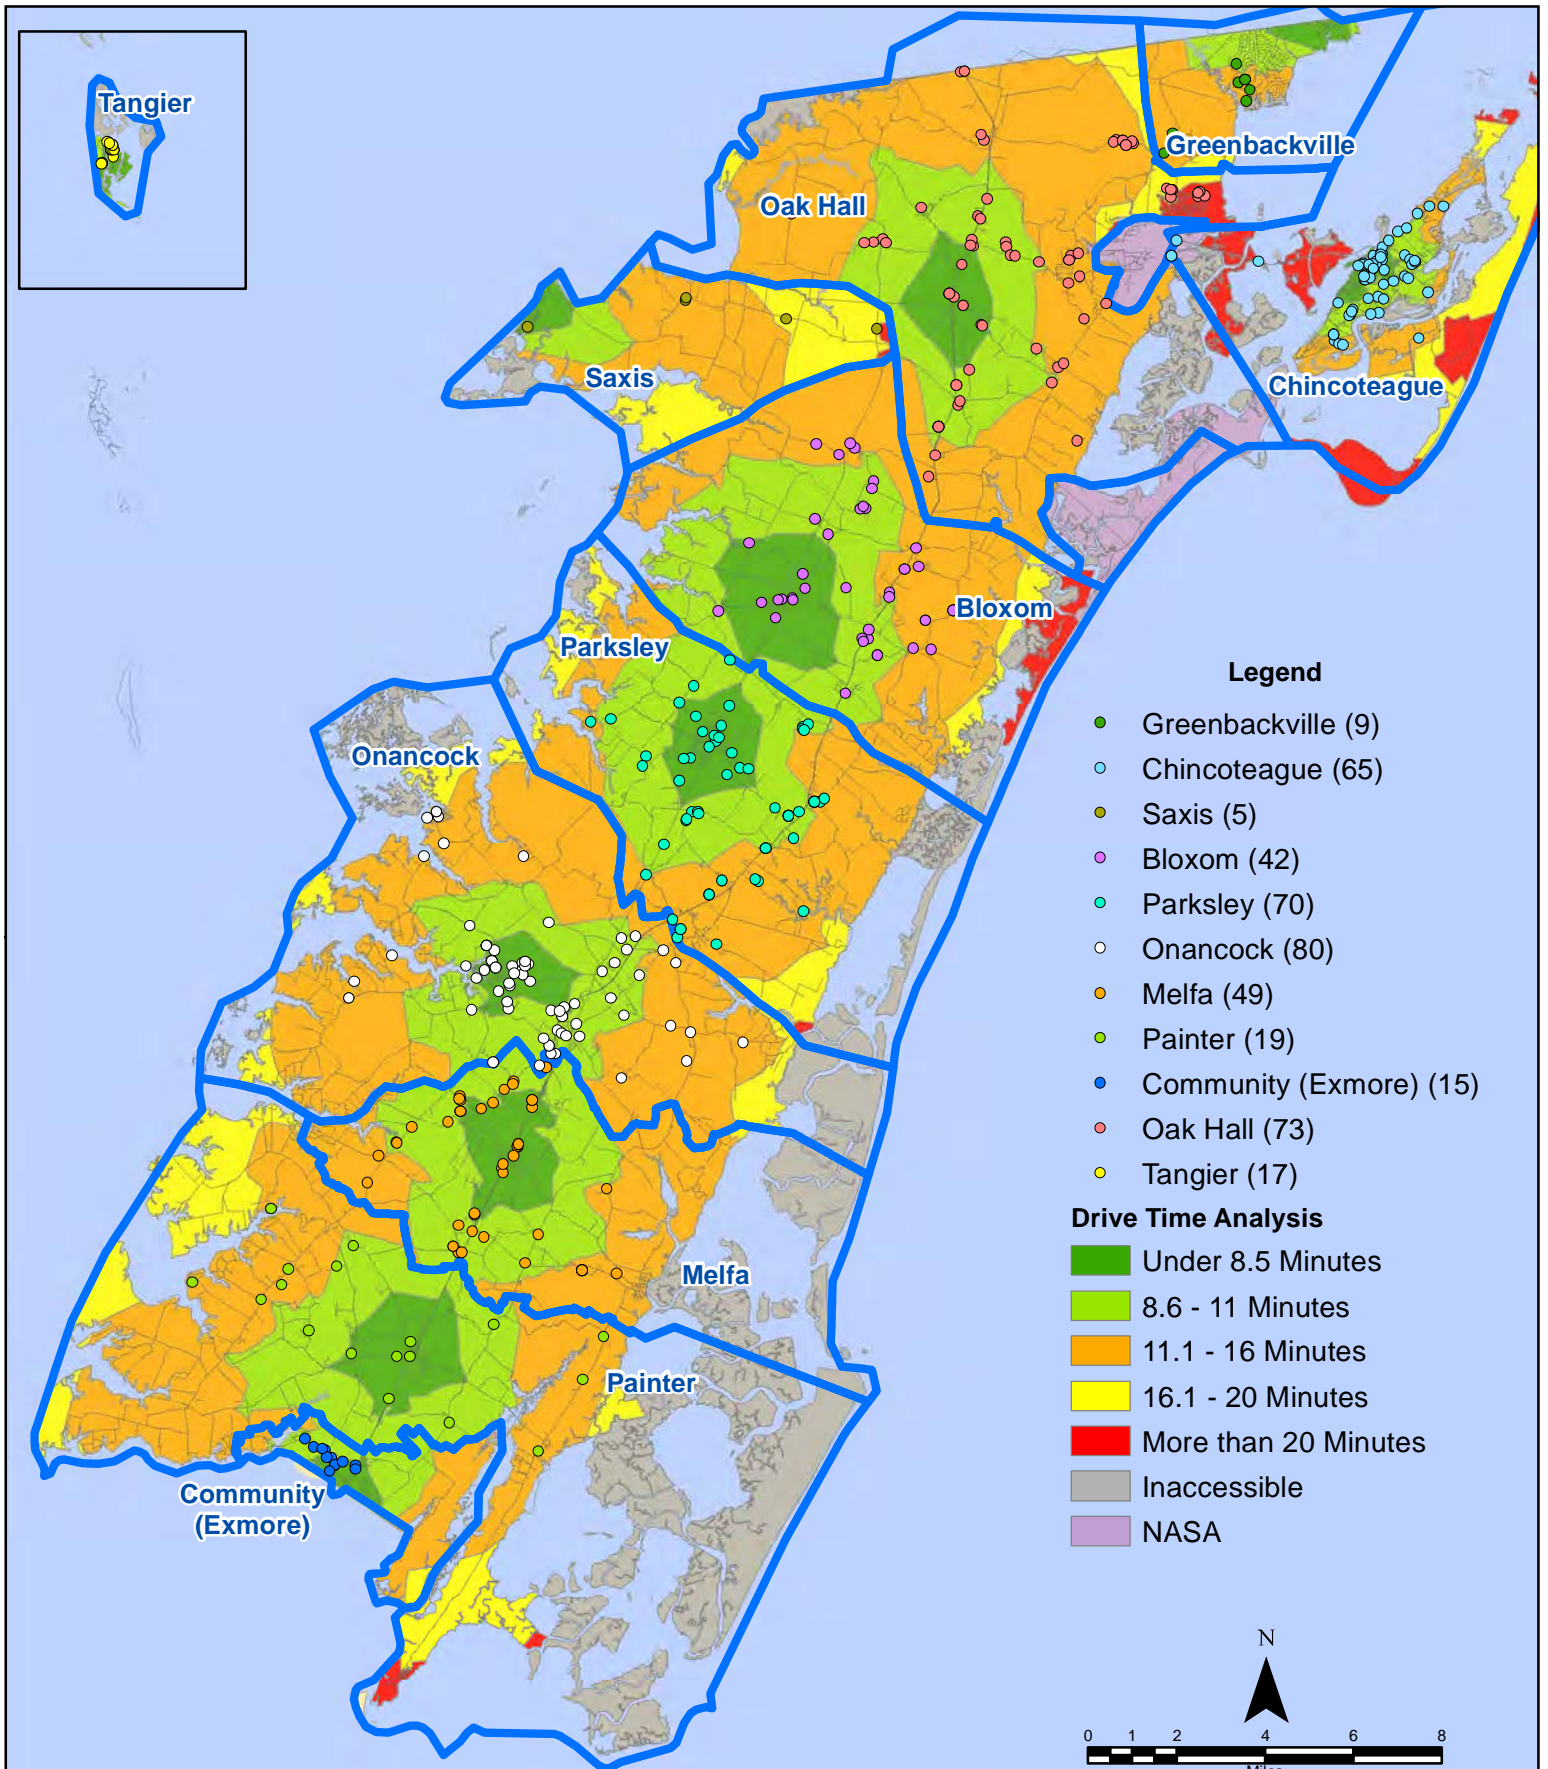 Tangier
Greenbackville
Oak Hall
Saxis
Chincoteague
Bloxom
Parksley
Onancock
Melfa
Painter
Community
(Exmore)
Legend
Greenbackville (9)
Chincoteague (65)
Saxis (5)
Bloxom (42)
Parksley (70)
Onancock (80)
Melfa (49)
Painter (19)
Community (Exmore) (15)
Oak Hall (73)
Tangier (17)
Drive Time Analysis
Under 8.5 Minutes
8.6 - 11 Minutes
11.1 - 16 Minutes
16.1 - 20 Minutes
More than 20 Minutes
Inaccessible
NASA
N
0 1 2 4 6 8
Miles